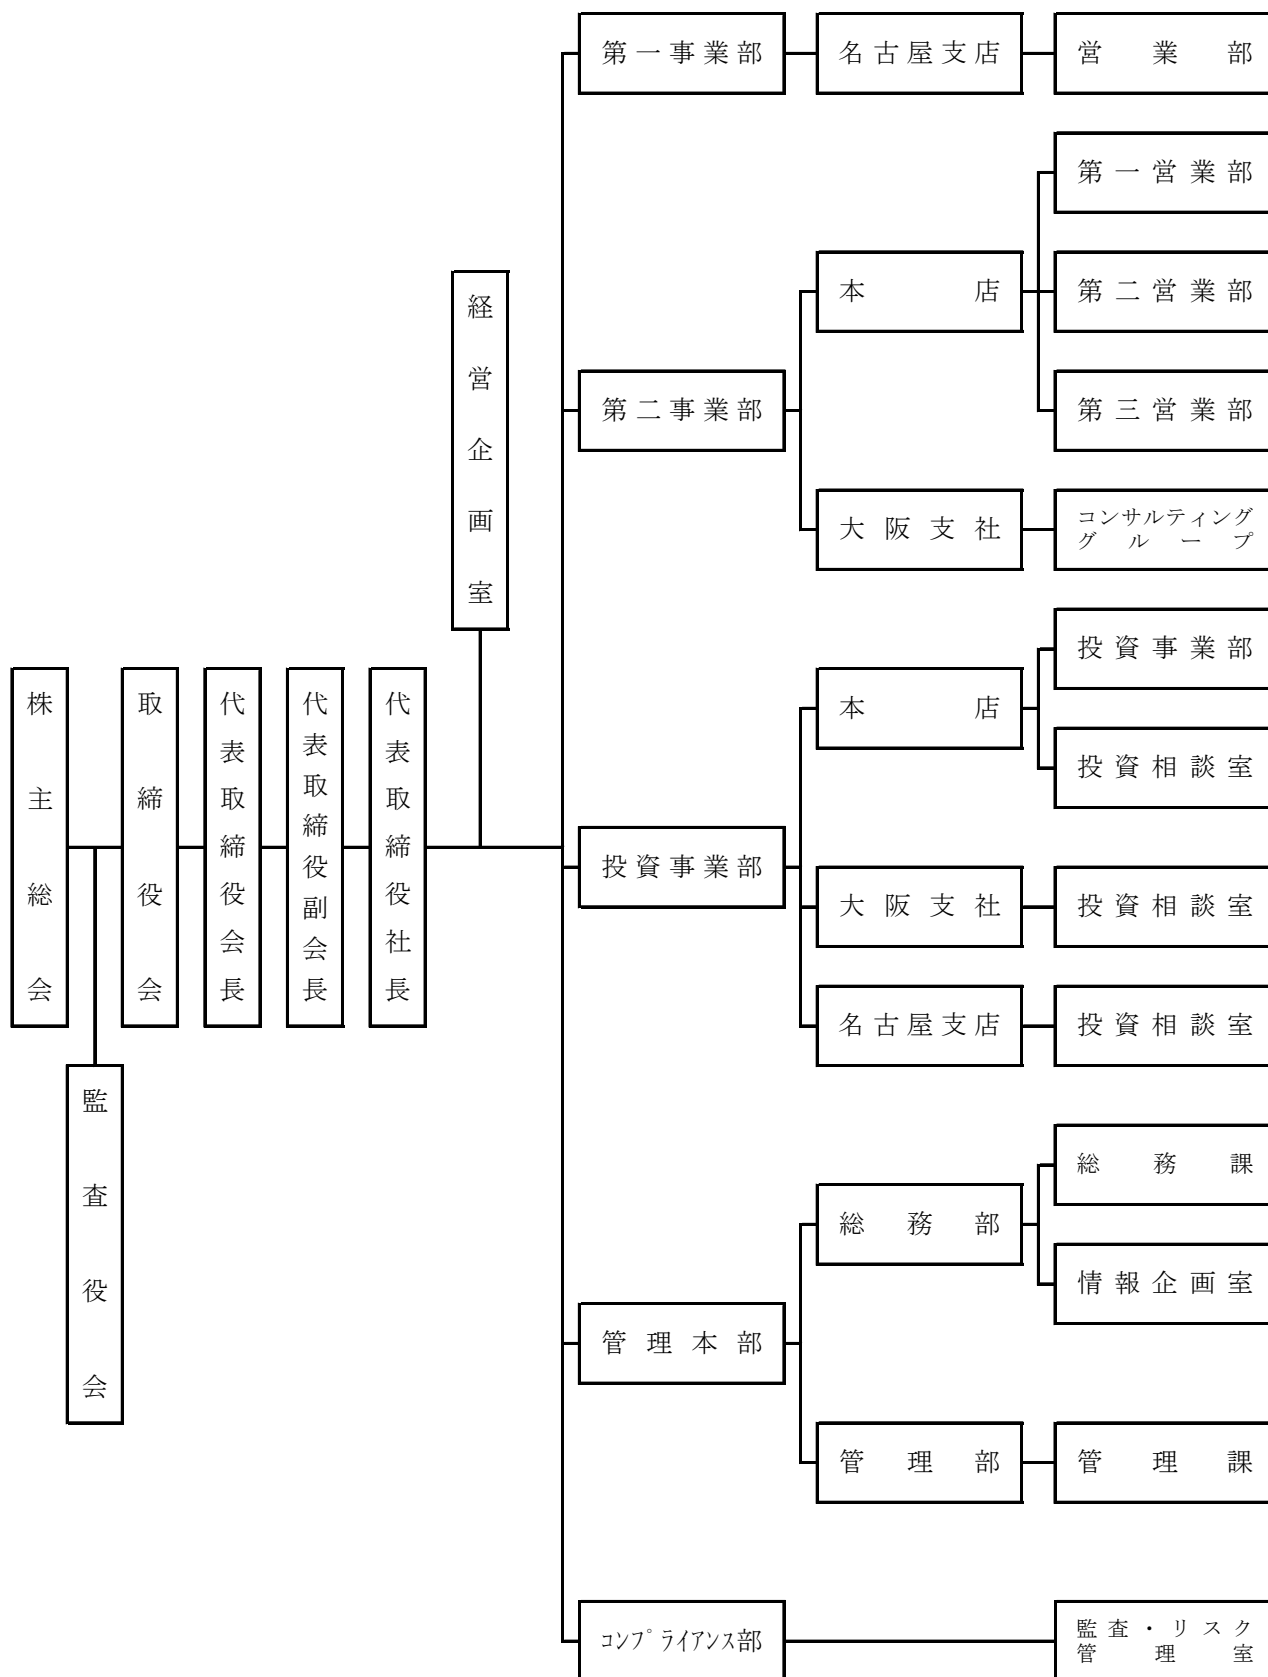 第一事業部
名古屋支店
営業部
第一営業部
本店
第二営業部
経営企画室
第二事業部
第三営業部
大阪支社
コンサルティング
グループ
株主総会
監査役会
取締役会
代表取締役会長
代表取締役副会長
代表取締役社長
投資事業部
本店
投資事業部
投資相談室
大阪支社
投資相談室
名古屋支店
投資相談室
管理本部
総務部
総務課
情報企画室
管理部
管理課
コンプライアンス部
監査・リスク
管理室